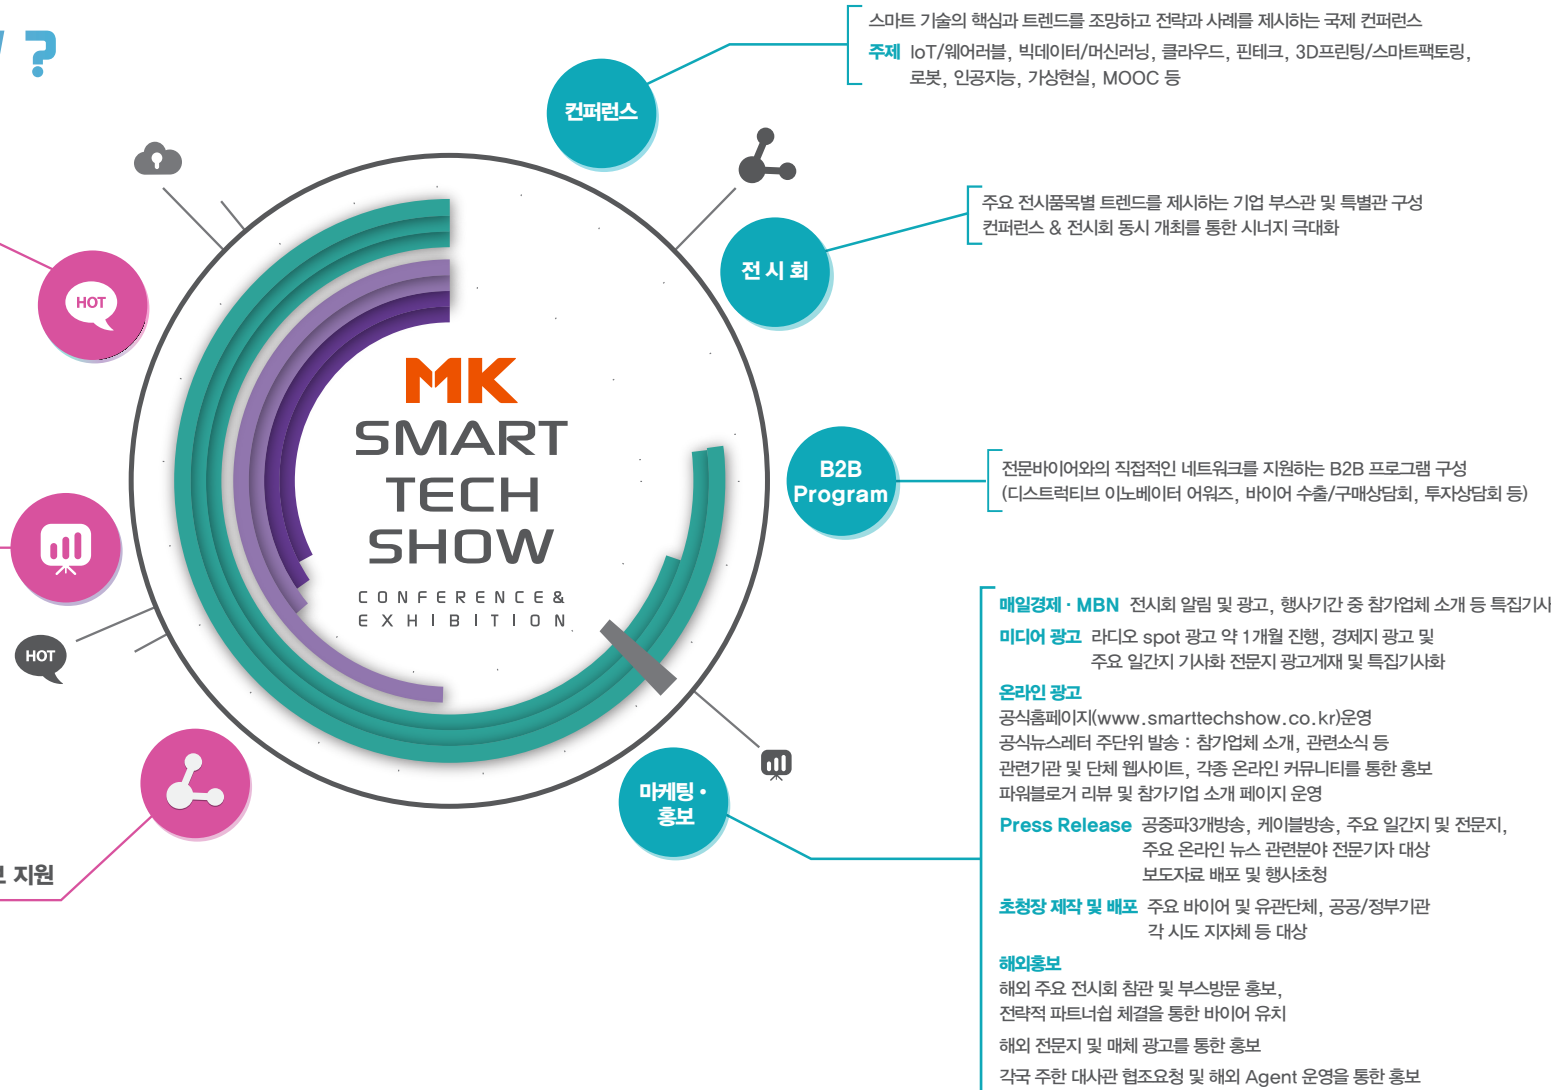 ?
스마트 기술의 핵심과 트렌드를 조망하고 전략과 사례를 제시하는 국제 컨퍼런스
주제 IoT/웨어러블, 빅데이터/머신러닝, 클라우드, 핀테크, 3D프린팅/스마트팩토링,
로봇, 인공지능, 가상현실, MOOC 등
컨퍼런스
주요 전시품목별 트렌드를 제시하는 기업 부스관 및 특별관 구성
컨퍼런스 & 전시회 동시 개최를 통한 시너지 극대화
전시회
HOT
MK
SMART
TECH
SHOW
CONFERENCE&
EXHIBITION
B2B
Program
전문바이어와의 직접적인 네트워크를 지원하는 B2B 프로그램 구성
(디스트럭티브 이노베이터 어워즈, 바이어 수출/구매상담회, 투자상담회 등)
HOT
마케팅·
홍보
매일경제 · MBN 전시회 알림 및 광고, 행사기간 중 참가업체 소개 등 특집기사
미디어 광고 라디오 spot 광고 약 1개월 진행, 경제지 광고 및
주요 일간지 기사화 전문지 광고게재 및 특집기사화
온라인 광고
공식홈페이지(www.smarttechshow.co.kr)운영
공식뉴스레터 주단위 발송 : 참가업체 소개, 관련소식 등
관련기관 및 단체 웹사이트, 각종 온라인 커뮤니티를 통한 홍보
파워블로거 리뷰 및 참가기업 소개 페이지 운영
Press Release 공중파3개방송, 케이블방송, 주요 일간지 및 전문지,
주요 온라인 뉴스 관련분야 전문기자 대상
보도자료 배포 및 행사초청
초청장 제작 및 배포 주요 바이어 및 유관단체, 공공/정부기관
각 시도 지자체 등 대상
해외홍보
해외 주요 전시회 참관 및 부스방문 홍보,
전략적 파트너쉽 체결을 통한 바이어 유치
해외 전문지 및 매체 광고를 통한 홍보
각국 주한 대사관 협조요청 및 해외 Agent 운영을 통한 홍보
지원